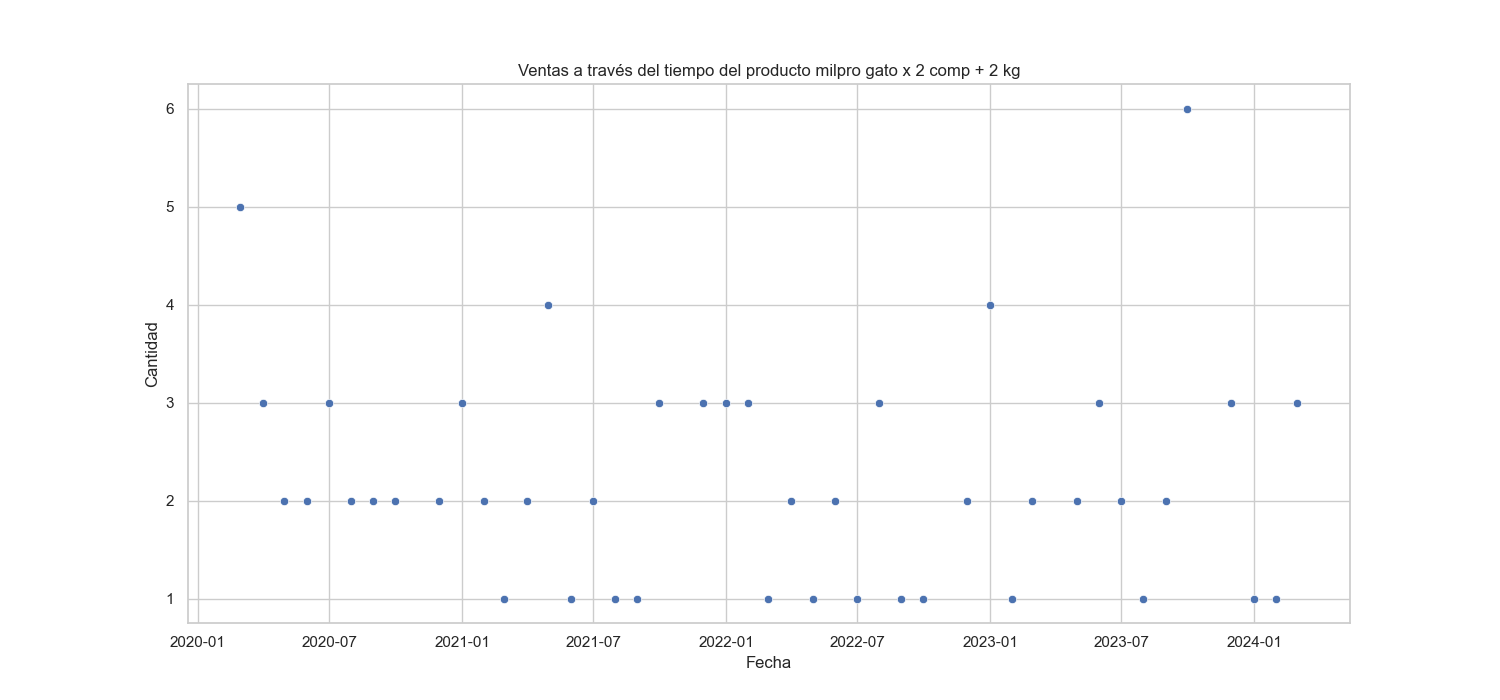 Ventas a través del tiempo del producto milpro gato x 2 comp + 2 kg
6
5
4
3
2
1
Cantidad
2020-01 2020-07 2021-01 2021-07 2022-01 2022-07 2023-01 2023-07 2024-01
Fecha